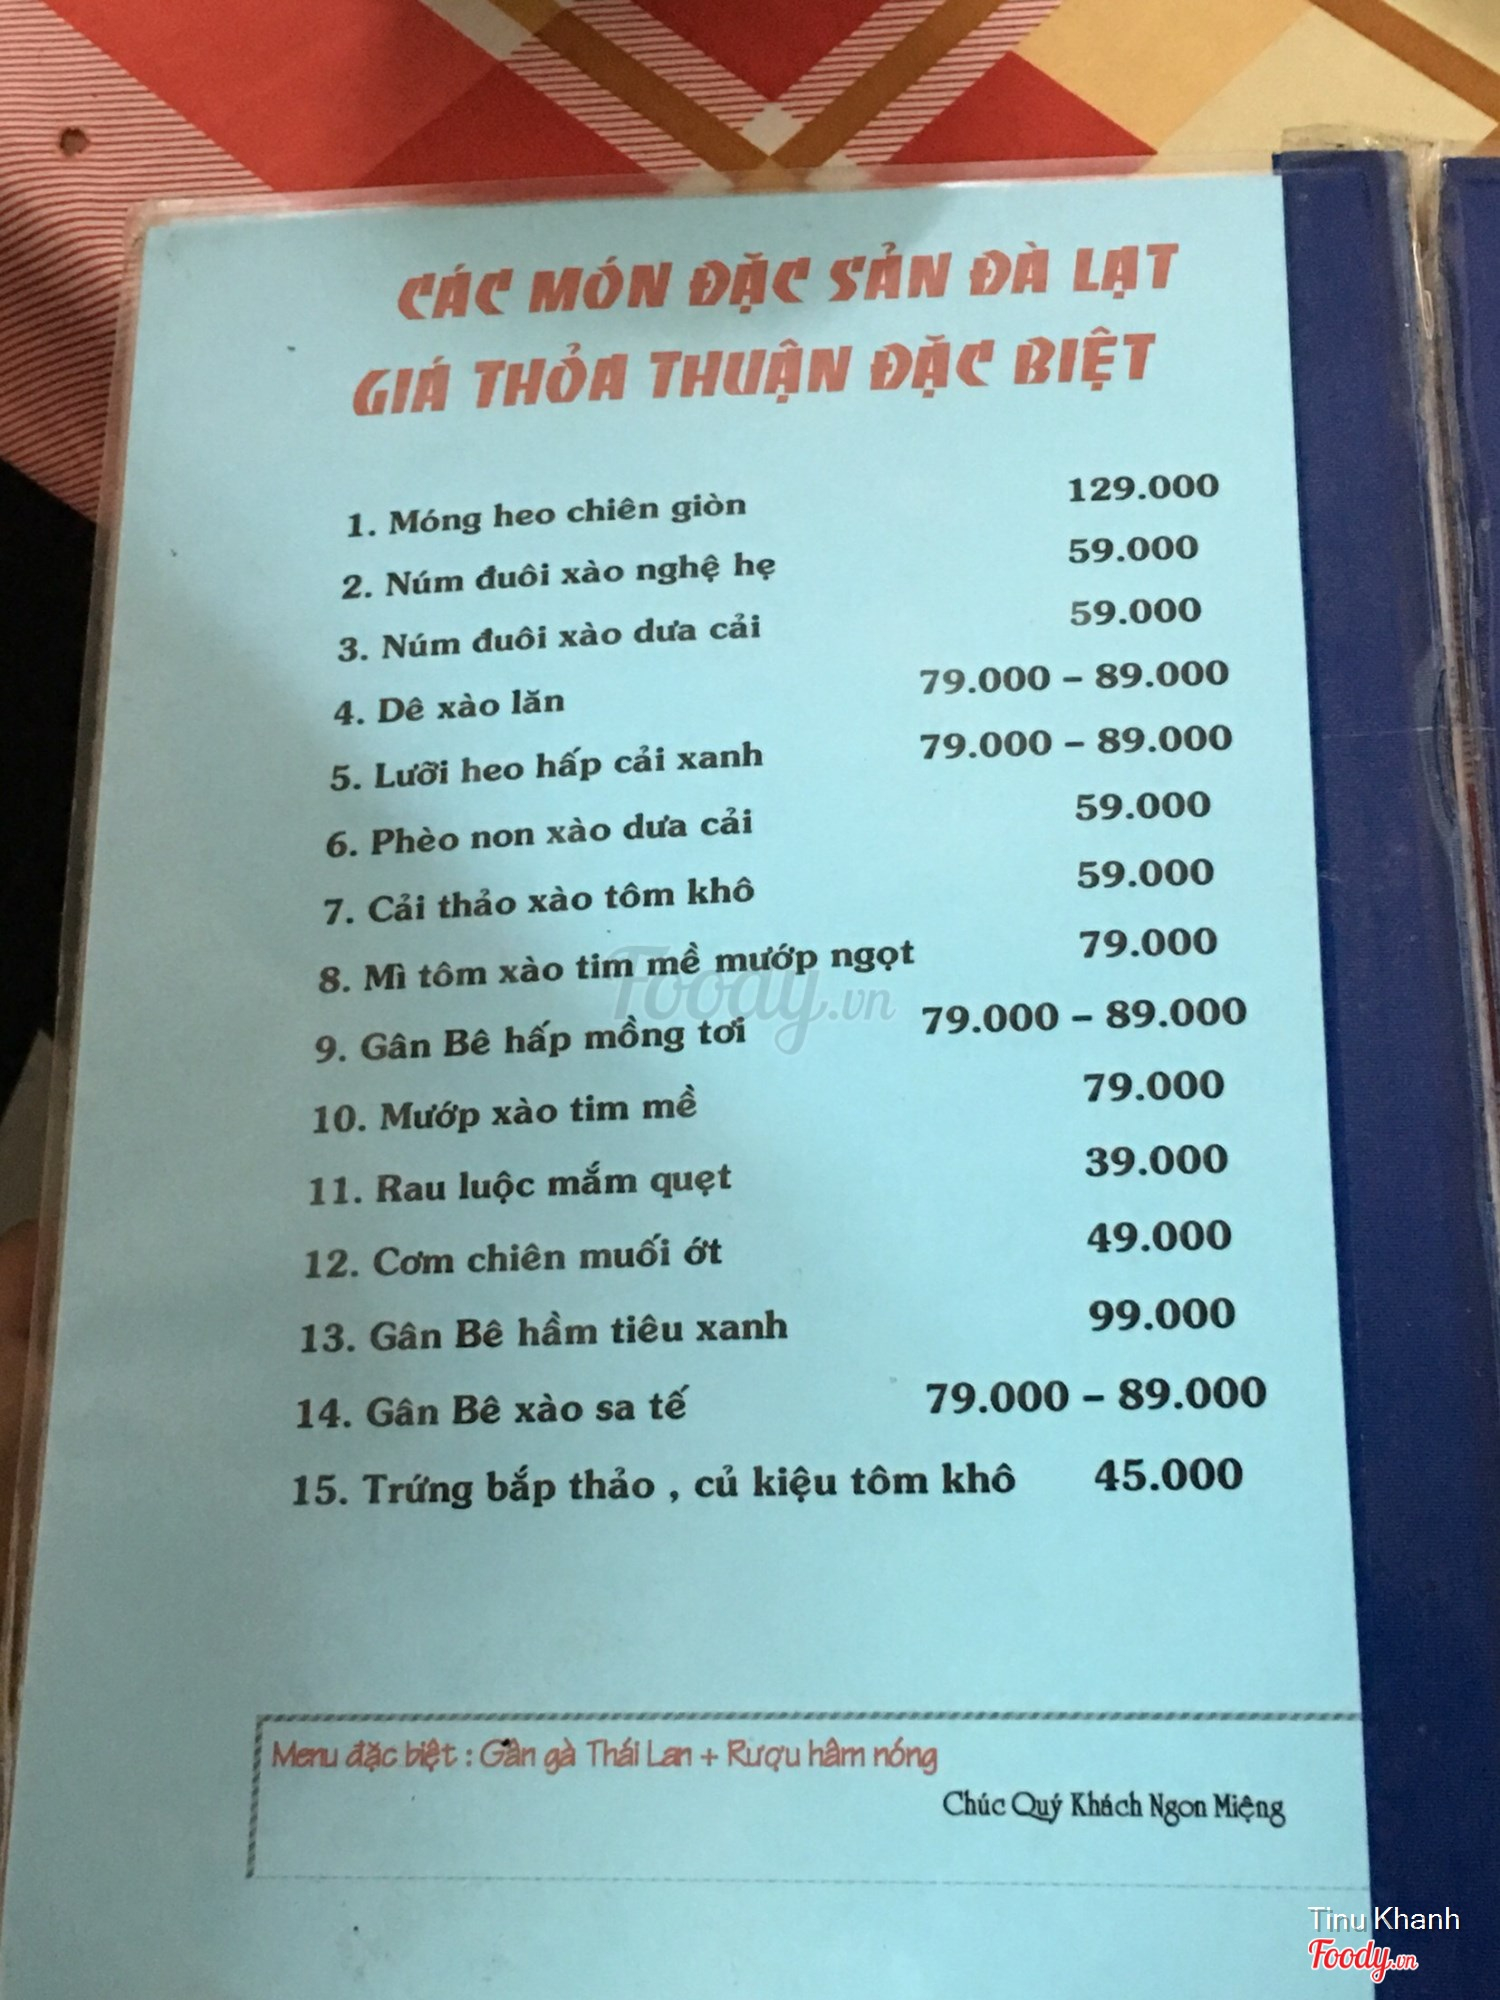 CÁC MÓN ĐẶC SẢN ĐÀ LẠT
GIÁ THỎA THUẬN ĐẶC BIỆT
1. Móng heo chiên giòn 129.000
2. Núm đuôi xào nghệ hẹ 59.000
3. Núm đuôi xào dưa cải 59.000
4. Dê xào lăn 79.000 – 89.000
5. Lưỡi heo hấp cải xanh 79.000 – 89.000
6. Phèo non xào dưa cải 59.000
7. Cải thảo xào tôm khô 59.000
8. Mì tôm xào tim mề mướp ngọt 79.000
Foody.vn
9. Gân Bê hấp mồng tơi 79.000 – 89.000
10. Mướp xào tim mề 79.000
11. Rau luộc mắm quẹt 39.000
12. Cơm chiên muối ớt 49.000
13. Gân Bê hầm tiêu xanh 99.000
14. Gân Bê xào sa tế 79.000 – 89.000
15. Trứng bắp thảo , củ kiệu tôm khô 45.000
Menu đặc biệt : Gân gà Thái Lan + Rượu hâm nóng
Chúc Quý Khách Ngon Miệng
Tinu Khanh
Foody.vn